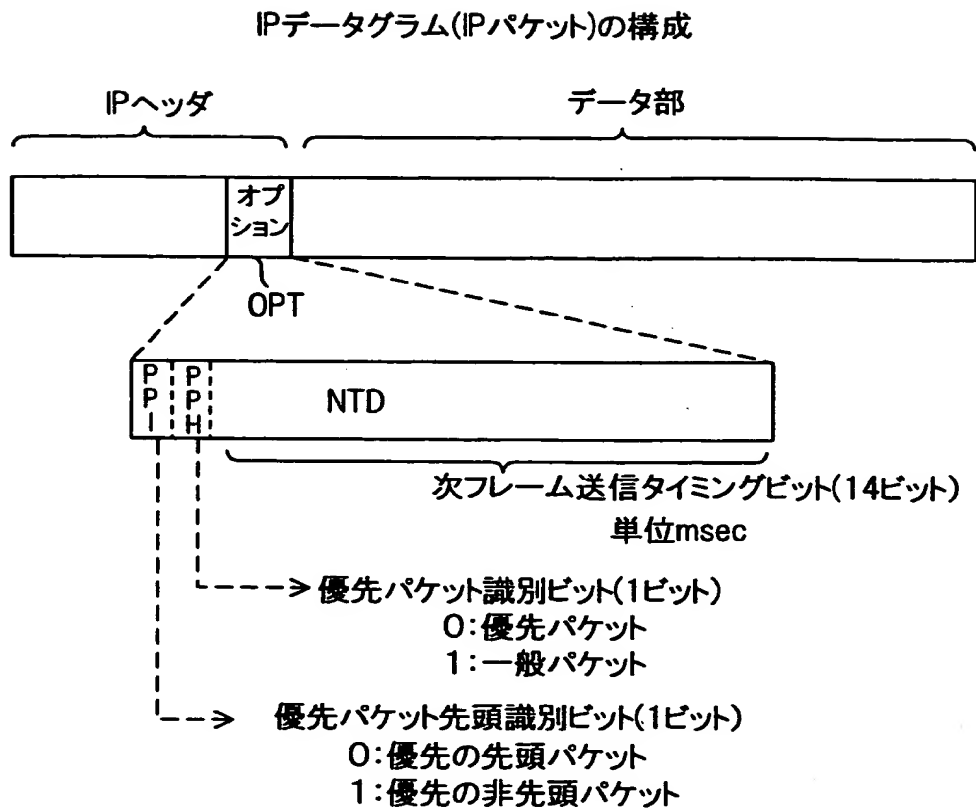 IPデータグラム(IPパケット)の構成
IPヘッダ
データ部
オプ
ション
OPT
PPI
PPH
NTD
次フレーム送信タイミングビット(14ビット)
単位msec
優先パケット識別ビット(1ビット)
0:優先パケット
1:一般パケット
優先パケット先頭識別ビット(1ビット)
0:優先の先頭パケット
1:優先の非先頭パケット